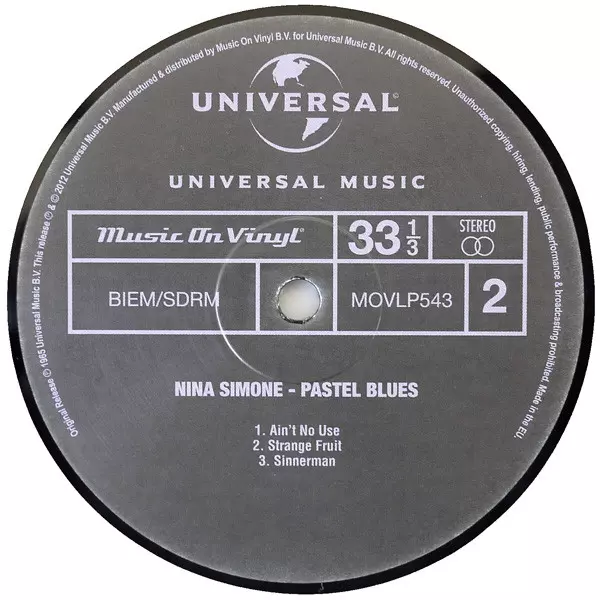 Original Release ℗ 1965 Universal Music B.V. This release ℗ & © 2012 Universal Music B.V. Manufactured & distributed by Music On Vinyl B.V. for Universal Music B.V. All rights reserved. Unauthorized copying, hiring, lending, public performance & broadcasting prohibited. Made in the EU.
UNIVERSAL
UNIVERSAL MUSIC
Music On Vinyl
33 1/3
STEREO
BIEM/SDRM
MOVLP543
2
NINA SIMONE - PASTEL BLUES
1. Ain't No Use
2. Strange Fruit
3. Sinnerman